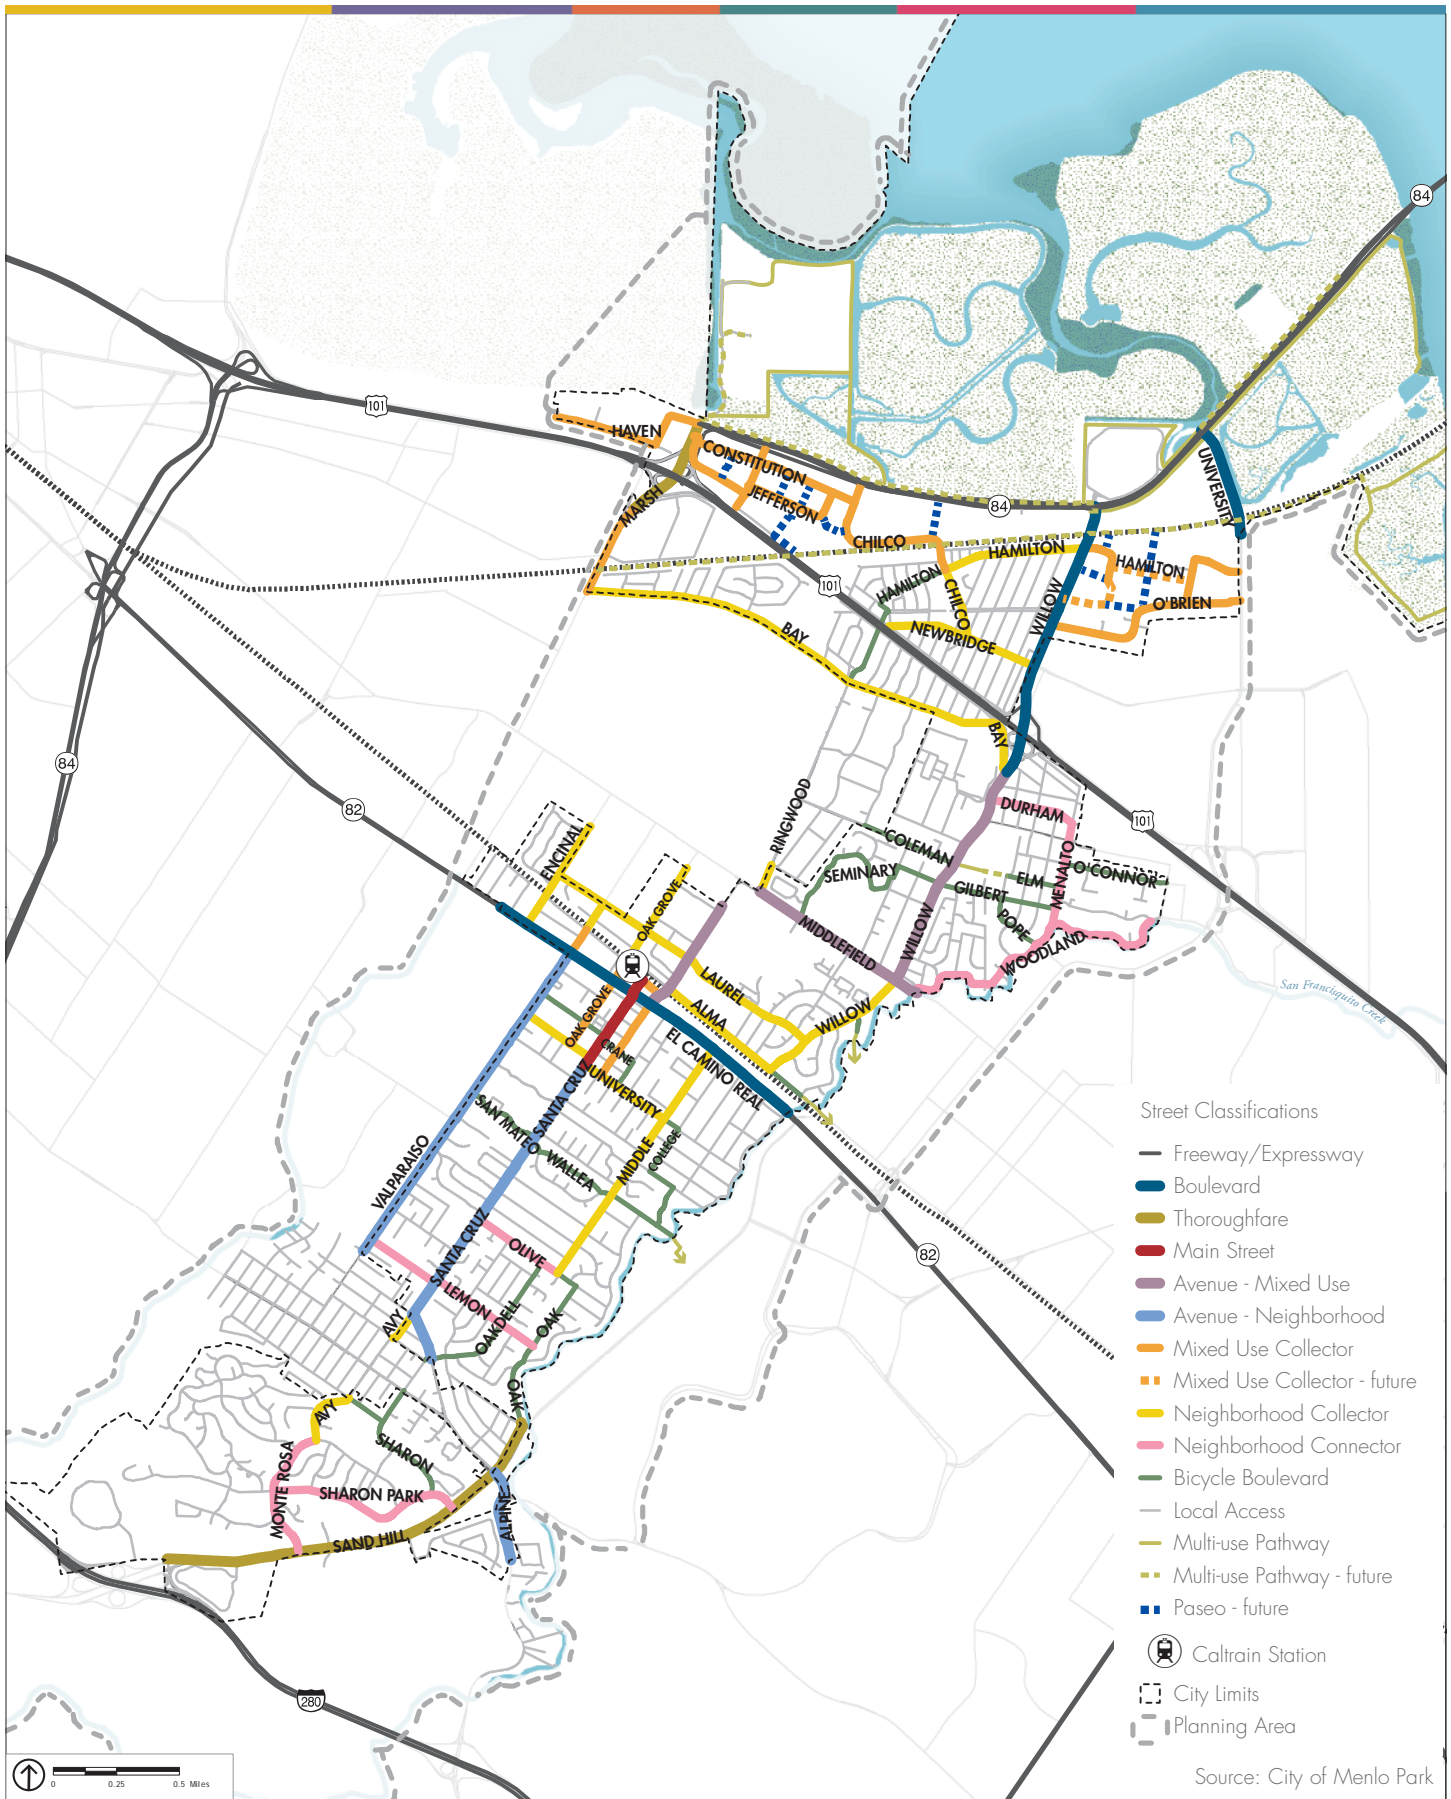 84
101
HAVEN
CONSTITUTION
JEFFERSON
MARSH
84
UNIVERSITY
CHILCO
HAMILTON
HAMILTON
HAMILTON
CHILCO
101
WILLOW
O'BRIEN
BAY
NEWBRIDGE
BAY
84
82
RINGWOOD
DURHAM
101
ENCINAL
COLEMAN
SEMINARY
MENALTO
O'CONNOR
ELM
GILBERT
OAK GROVE
POPE
WILLOW
MIDDLEFIELD
WOODLAND
LAUREL
San Francisquito Creek
OAK GROVE
ALMA
WILLOW
CRANE
EL CAMINO REAL
SANTA CRUZ
UNIVERSITY
SAN MATEO
WALLEA
COLLEGE
MIDDLE
VALPARAISO
SANTA CRUZ
OLIVE
82
LEMON
AVY
OAKDELL
OAK
OAK
AVY
SHARON
MONTE ROSA
SHARON PARK
SAND HILL
ALPINE
280
Street Classifications
Freeway/Expressway
Boulevard
Thoroughfare
Main Street
Avenue - Mixed Use
Avenue - Neighborhood
Mixed Use Collector
Mixed Use Collector - future
Neighborhood Collector
Neighborhood Connector
Bicycle Boulevard
Local Access
Multi-use Pathway
Multi-use Pathway - future
Paseo - future
Caltrain Station
City Limits
Planning Area
0 0.25 0.5 Miles
Source: City of Menlo Park